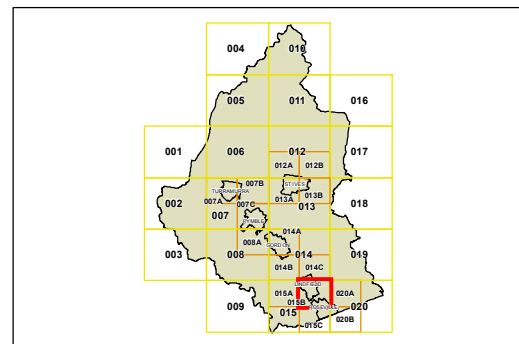 004 010
005 011 016
001 006 012 017
012A 012B
007B
TURRAMURRA ST IVES
002 007A 007C 013A 013B 018
007 013
PYMBLE
014A
008A GORDON
003 008 014 019
014B 014C
LINDFIELD
015A 020A
009 015B 020
015 ROSEVILLE
015C 020B